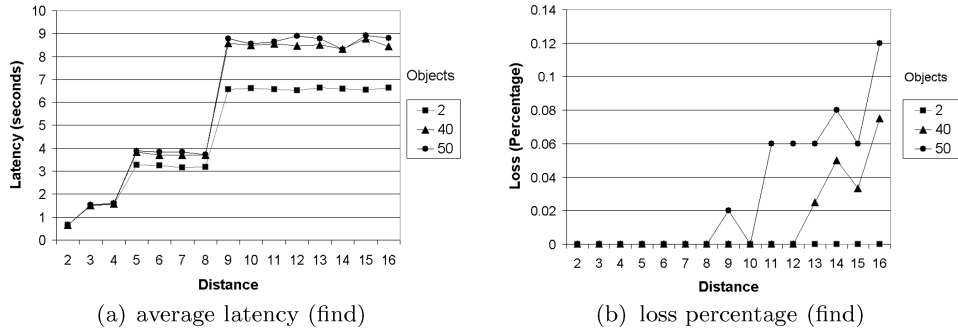 10
9
8
7
6
5
4
3
2
1
0
Latency (seconds)
2 3 4 5 6 7 8 9 10 11 12 13 14 15 16
Distance
Objects
2
40
50
(a) average latency (find)
0.14
0.12
0.1
0.08
0.06
0.04
0.02
0
Loss (Percentage)
2 3 4 5 6 7 8 9 10 11 12 13 14 15 16
Distance
Objects
2
40
50
(b) loss percentage (find)